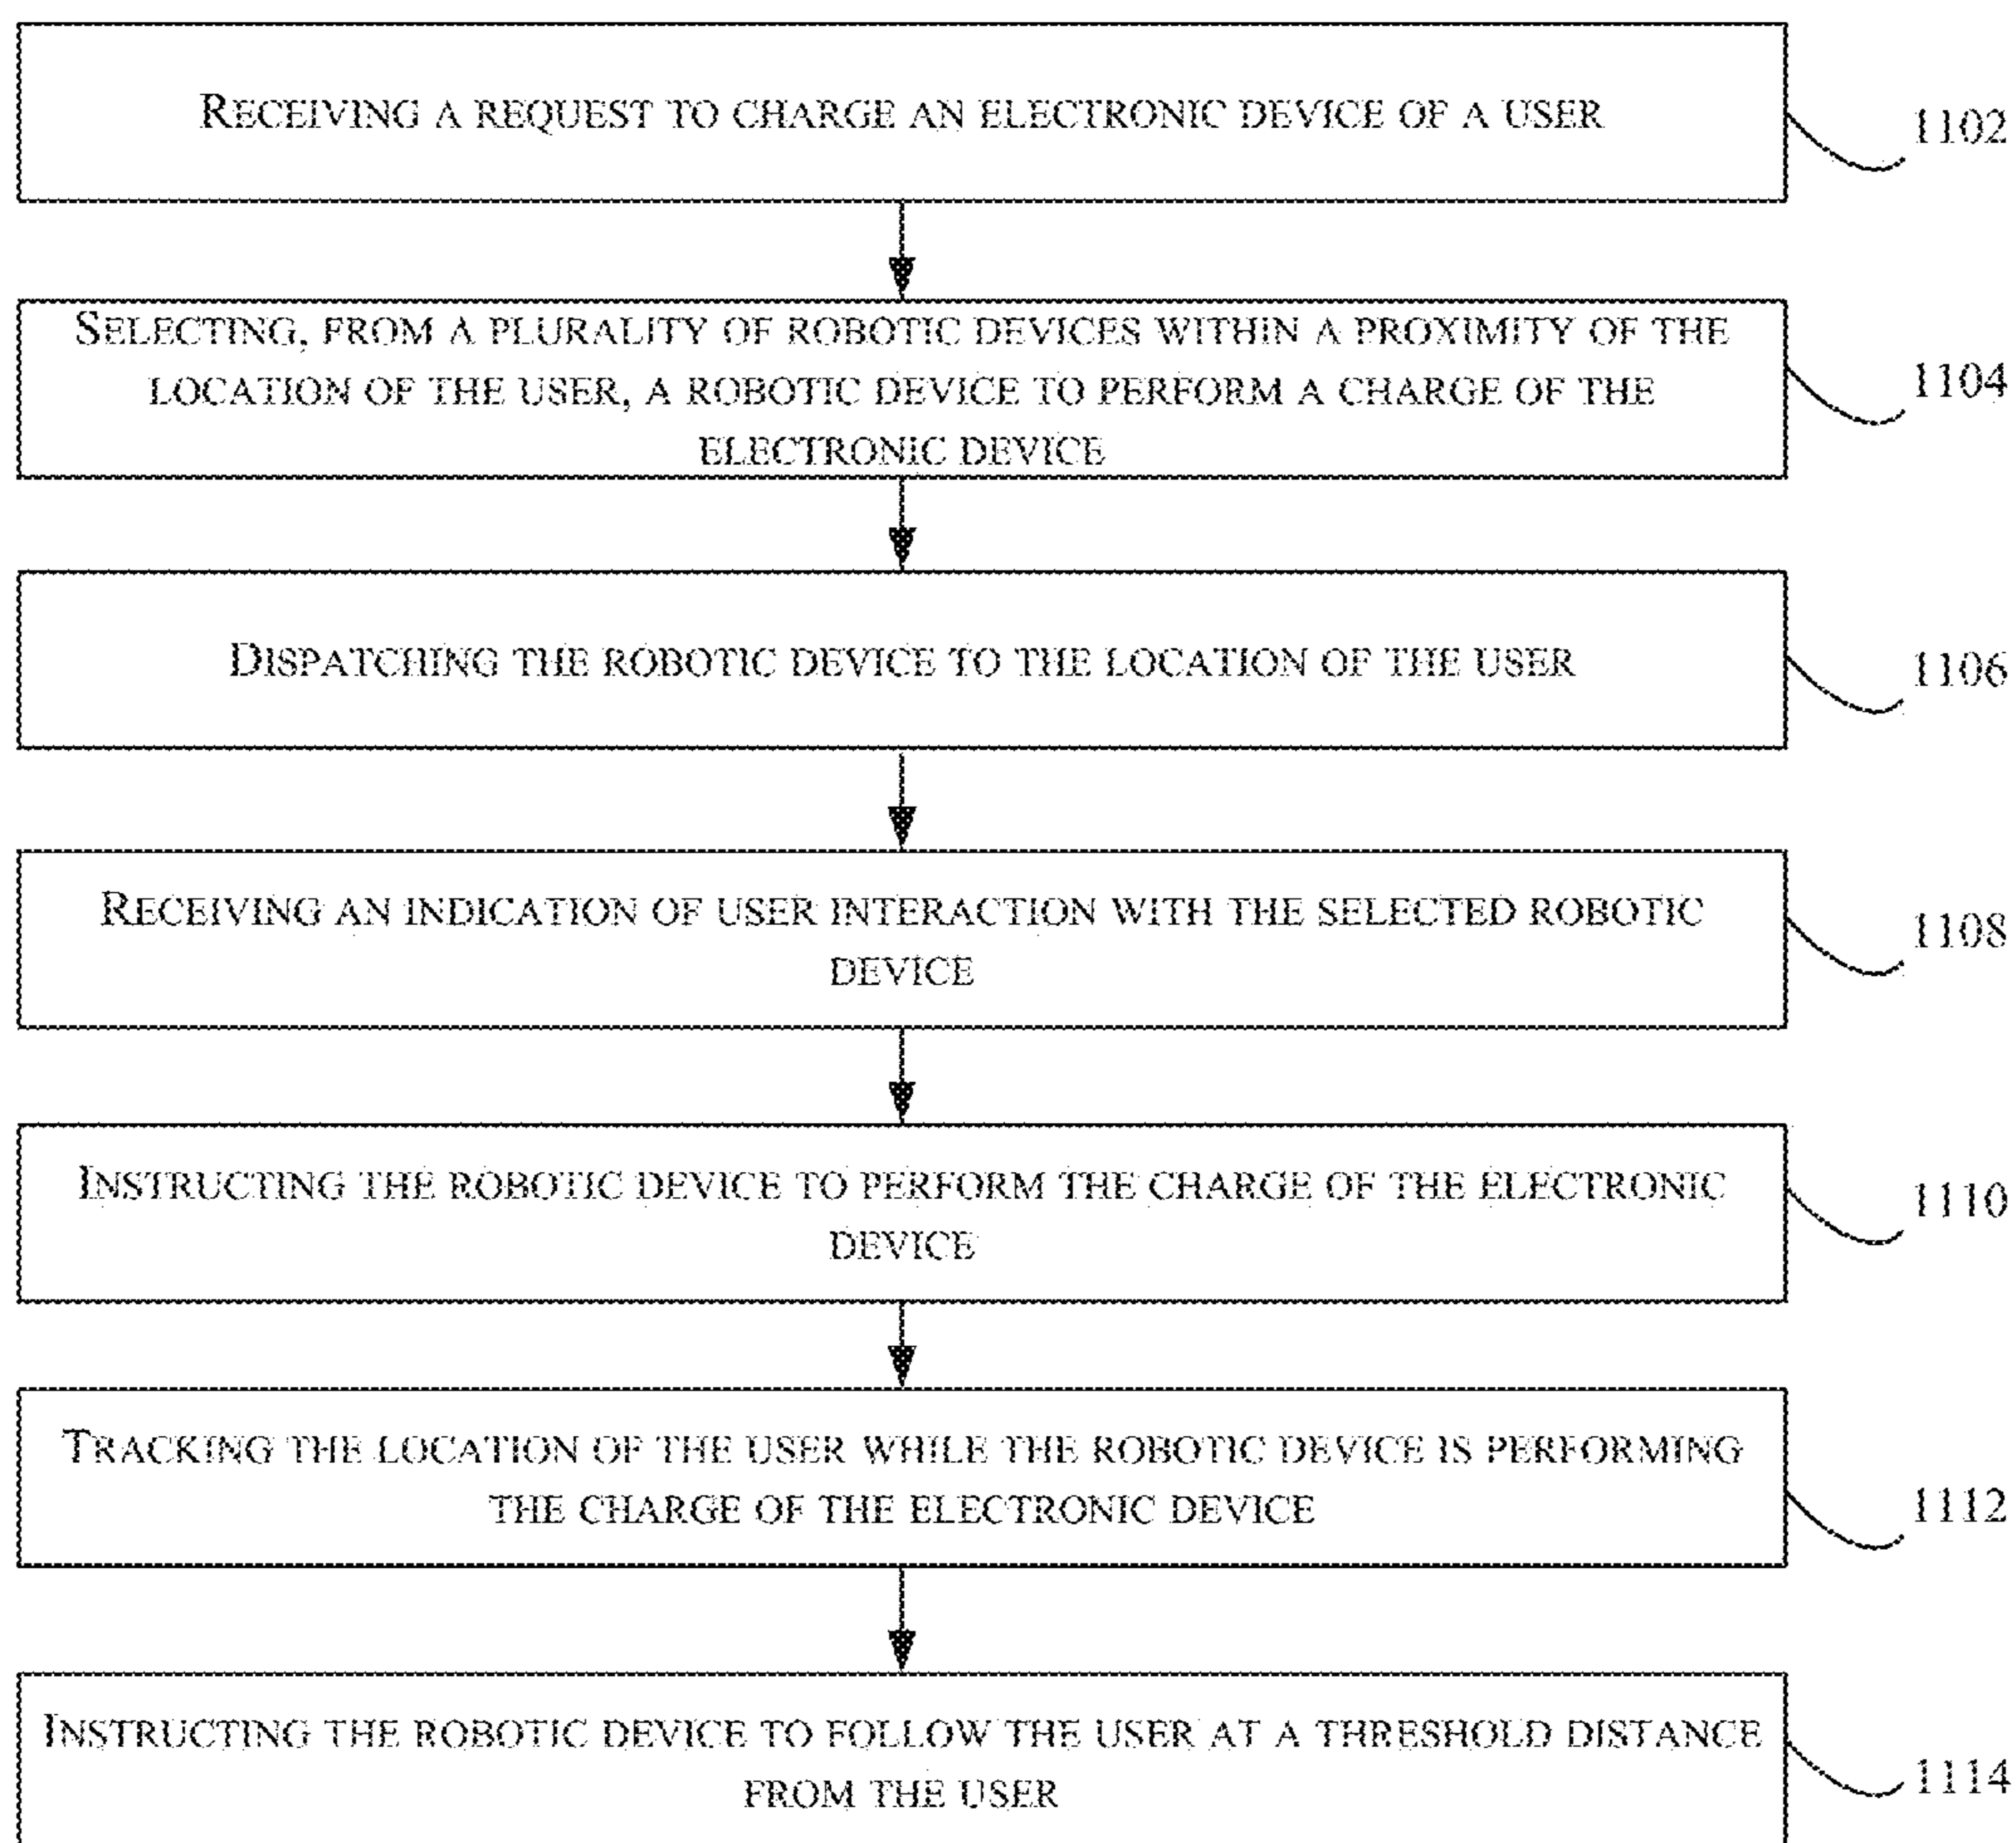 RECEIVING A REQUEST TO CHARGE AN ELECTRONIC DEVICE OF A USER
1102
SELECTING, FROM A PLURALITY OF ROBOTIC DEVICES WITHIN A PROXIMITY OF THE
LOCATION OF THE USER, A ROBOTIC DEVICE TO PERFORM A CHARGE OF THE
ELECTRONIC DEVICE
1104
DISPATCHING THE ROBOTIC DEVICE TO THE LOCATION OF THE USER
1106
RECEIVING AN INDICATION OF USER INTERACTION WITH THE SELECTED ROBOTIC
DEVICE
1108
INSTRUCTING THE ROBOTIC DEVICE TO PERFORM THE CHARGE OF THE ELECTRONIC
DEVICE
1110
TRACKING THE LOCATION OF THE USER WHILE THE ROBOTIC DEVICE IS PERFORMING
THE CHARGE OF THE ELECTRONIC DEVICE
1112
INSTRUCTING THE ROBOTIC DEVICE TO FOLLOW THE USER AT A THRESHOLD DISTANCE
FROM THE USER
1114